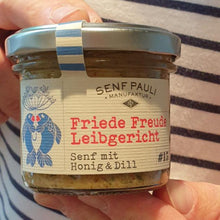 SENF PAULI
MANUFAKTUR
Friede Freude
Leibgericht
Senf mit
Honig & Dill